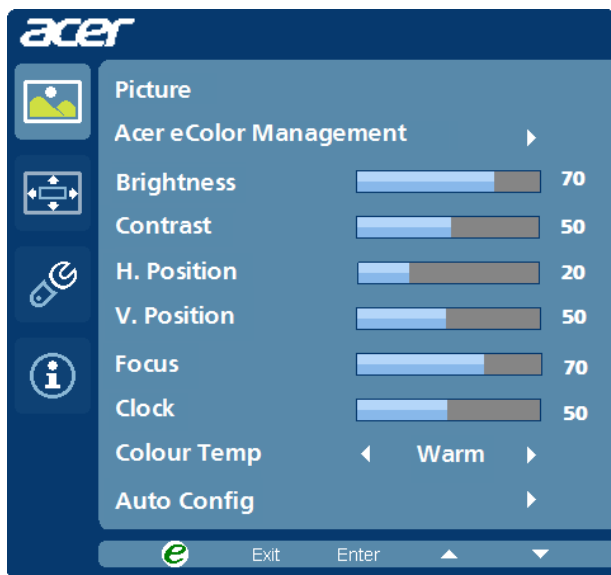 acer
Picture
Acer eColor Management
Brightness 70
Contrast 50
H. Position 20
V. Position 50
Focus 70
Clock 50
Colour Temp Warm
Auto Config
e Exit Enter